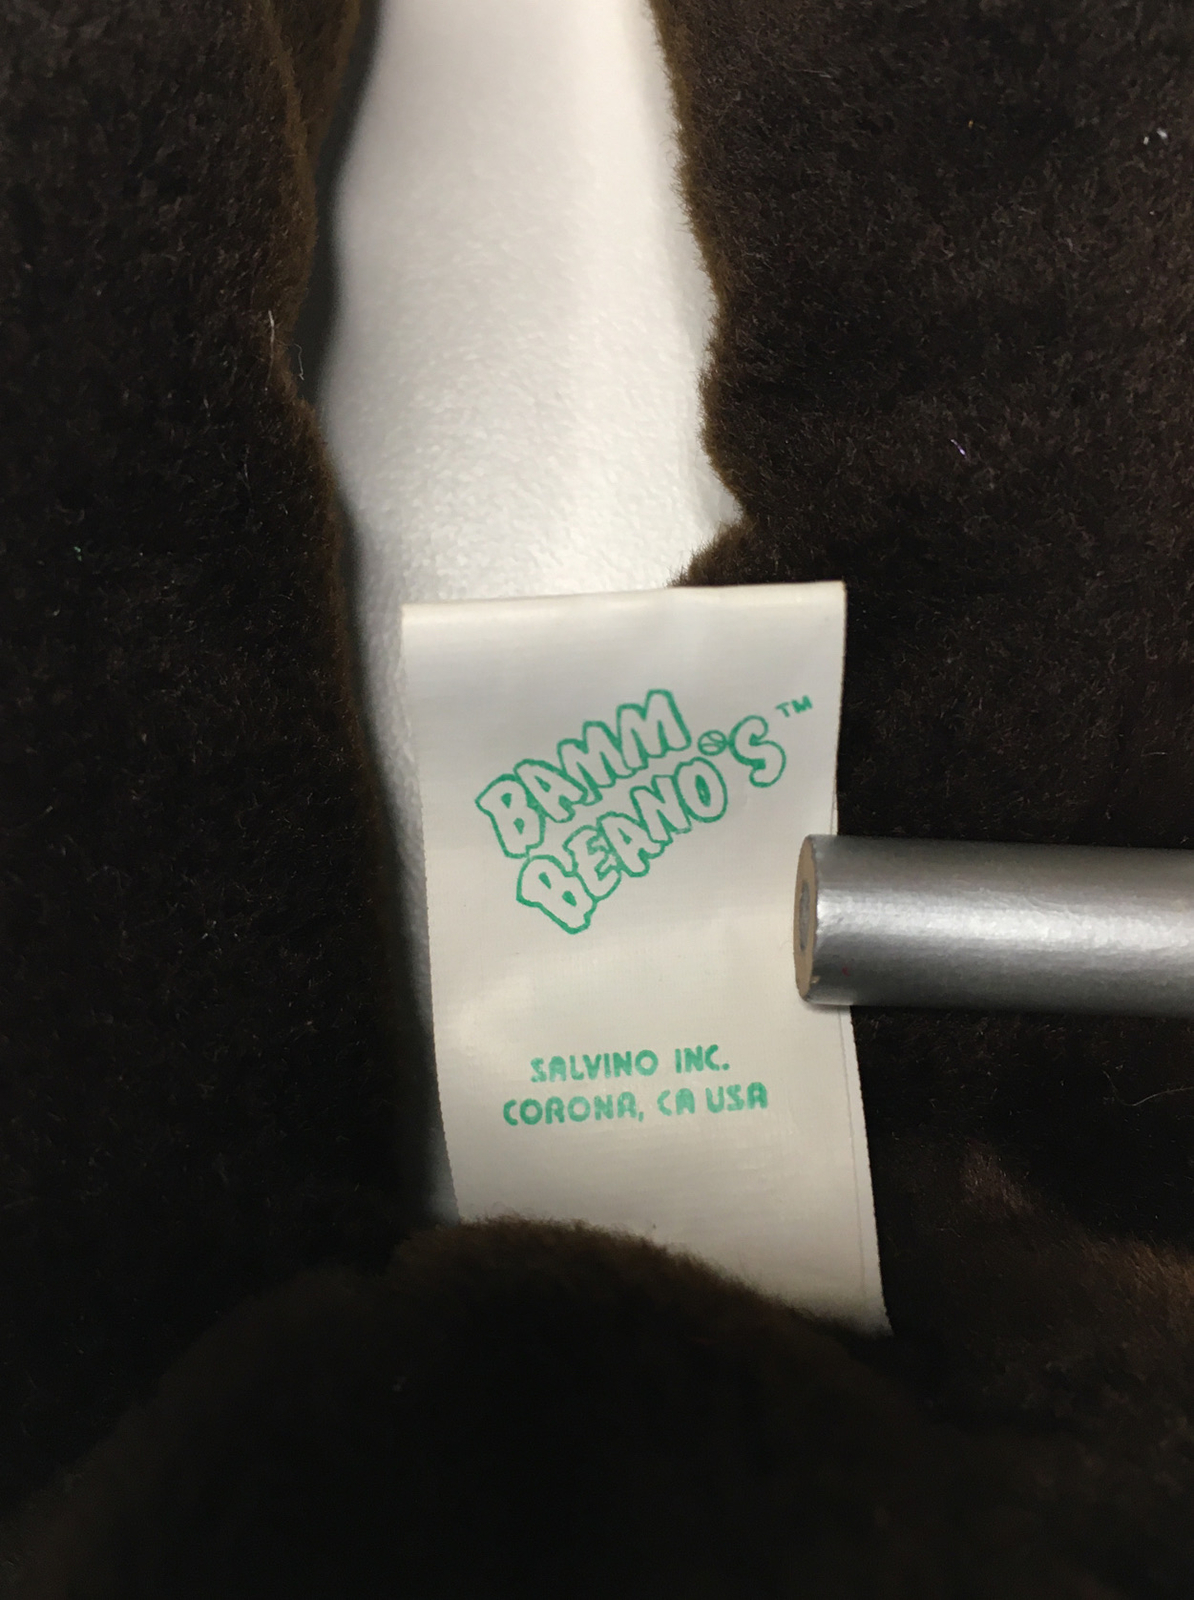 BAMM
BEANO'S™
SALVINO INC.
CORONA, CA USA